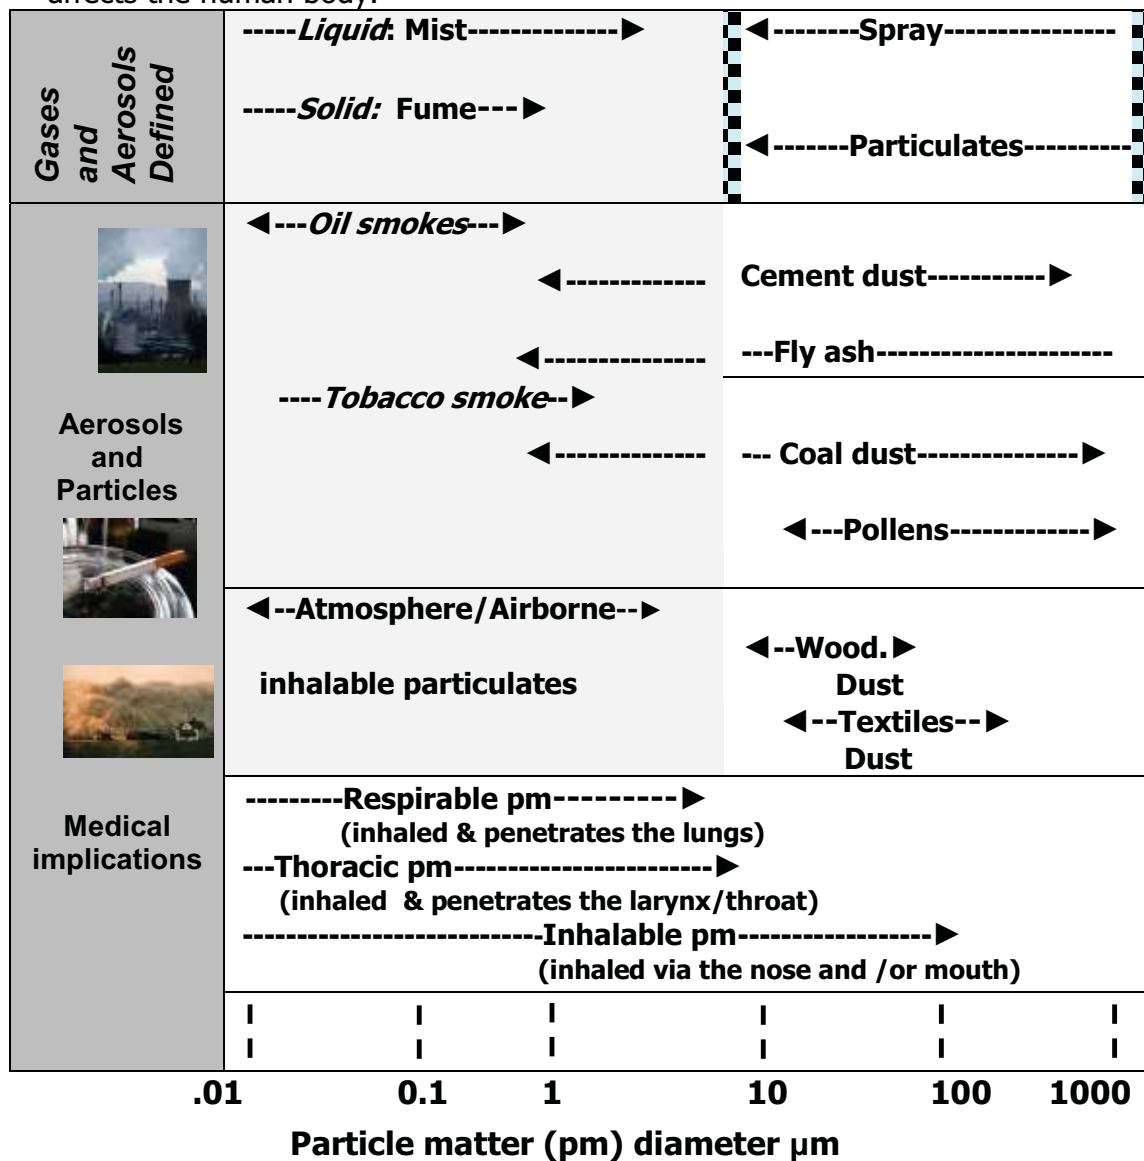 affects the human body.
Gases
and
Aerosols
Defined
-----Liquid: Mist--------------► ◄--------Spray----------------
-----Solid: Fume---►
◄-------Particulates----------
◄---Oil smokes---►
◄------------- Cement dust-----------►
◄------------- ---Fly ash----------------------
----Tobacco smoke--►
◄------------- --- Coal dust---------------►
◄---Pollens-------------►
Aerosols
and
Particles
◄--Atmosphere/Airborne--►
inhalable particulates
◄--Wood.►
Dust
◄--Textiles--►
Dust
Medical
implications
---------Respirable pm---------►
(inhaled & penetrates the lungs)
---Thoracic pm------------------------►
(inhaled & penetrates the larynx/throat)
----------------------------Inhalable pm------------------►
(inhaled via the nose and /or mouth)
.01 0.1 1 10 100 1000
Particle matter (pm) diameter µm